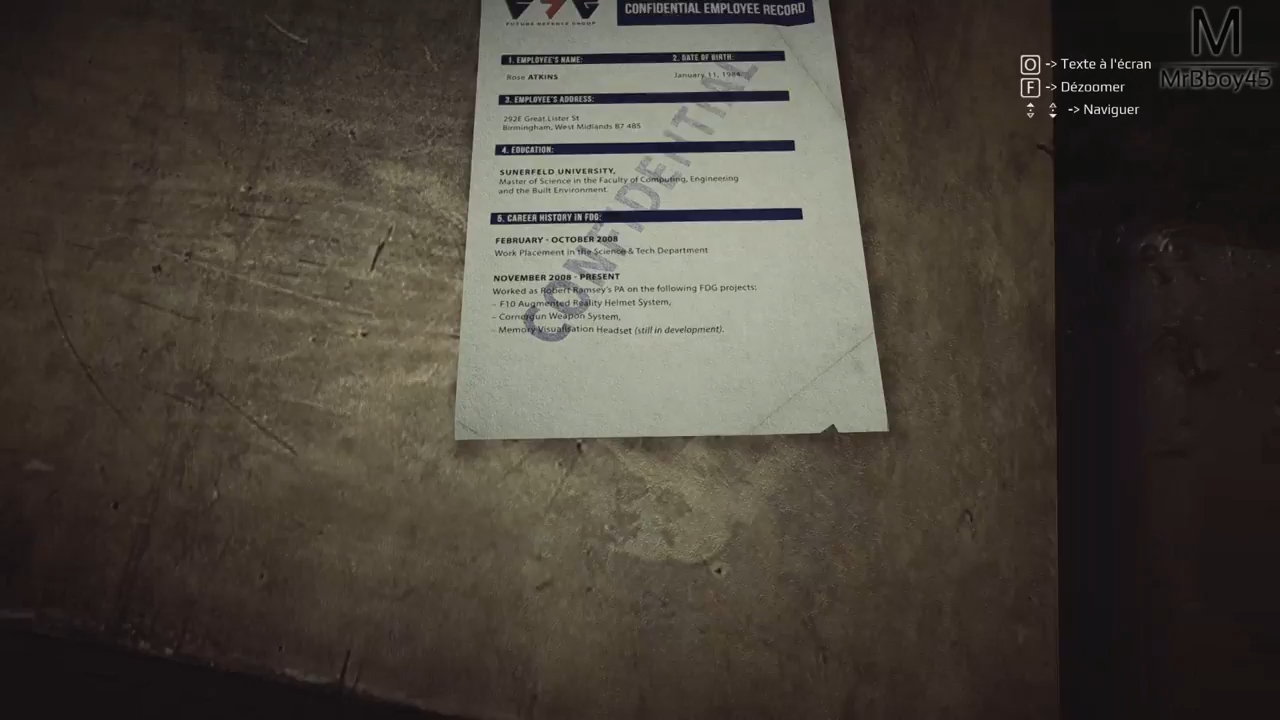 FUTURE DEFENCE GROUP
CONFIDENTIAL EMPLOYEE RECORD
1. EMPLOYEE'S NAME: 2. DATE OF BIRTH:
Rose ATKINS January 11, 1984
3. EMPLOYEE'S ADDRESS:
292E Great Lister St
Birmingham, West Midlands B7 4BS
4. EDUCATION:
SUNERFELD UNIVERSITY,
Master of Science in the Faculty of Computing, Engineering
and the Built Environment.
5. CAREER HISTORY IN FDG:
FEBRUARY - OCTOBER 2008
Work Placement in the Science & Tech Department
NOVEMBER 2008 - PRESENT
Worked as Robert Ramsey's PA on the following FDG projects:
- F10 Augmented Reality Helmet System,
- Cornergun Weapon System,
- Memory Visualisation Headset (still in development).
CONFIDENTIAL
O -> Texte à l'écran
F -> Dézoomer
-> Naviguer
M
MrBboy45